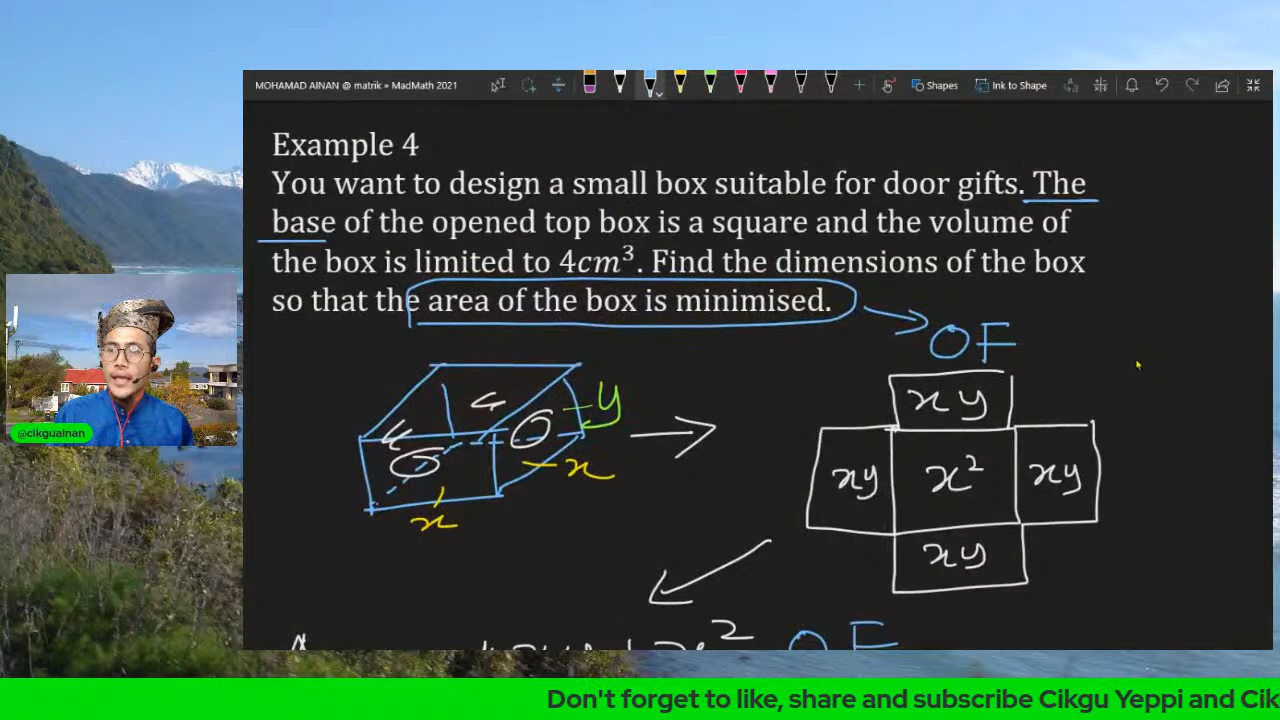 MOHAMAD AINAN @ matrik » MadMath 2021
Shapes
Ink to Shape
Example 4
You want to design a small box suitable for door gifts. The
base of the opened top box is a square and the volume of
the box is limited to 4cm³. Find the dimensions of the box
so that the area of the box is minimised.
OF
y
x
x
xy
xy x² xy
xy
@cikguainan
OF
Don't forget to like, share and subscribe Cikgu Yeppi and Cik